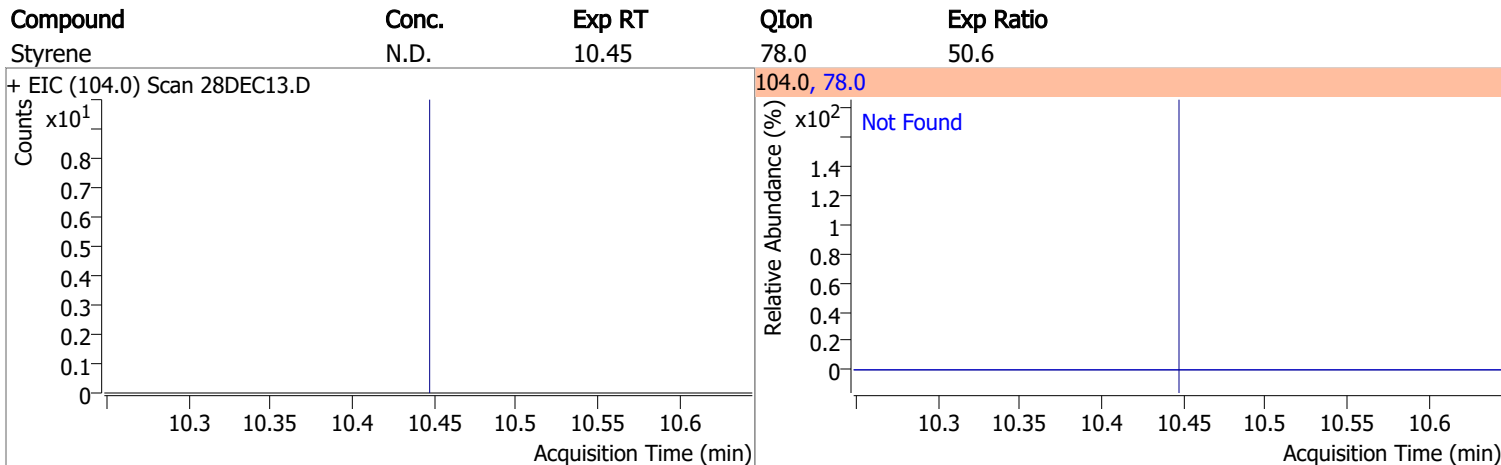 Compound Conc. Exp RT QIon Exp Ratio
Styrene N.D. 10.45 78.0 50.6
+ EIC (104.0) Scan 28DEC13.D
Counts
x10¹
0.8
0.7
0.6
0.5
0.4
0.3
0.2
0.1
0
10.3 10.35 10.4 10.45 10.5 10.55 10.6
Acquisition Time (min)
104.0, 78.0
Relative Abundance (%)
x10²
Not Found
1.4
1.2
1
0.8
0.6
0.4
0.2
0
10.3 10.35 10.4 10.45 10.5 10.55 10.6
Acquisition Time (min)